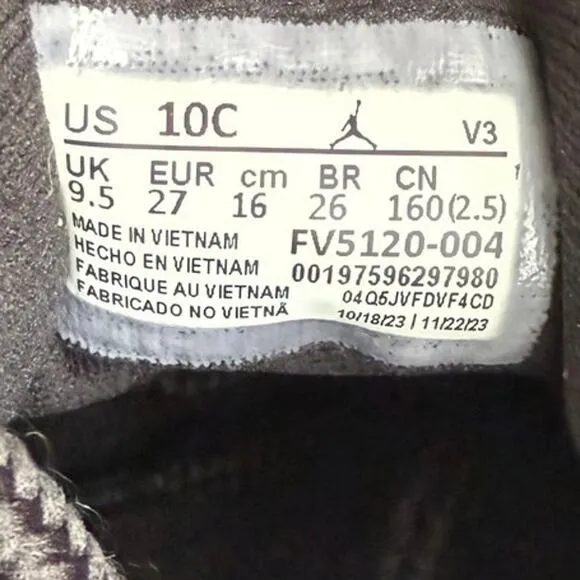 US 10C V3
UK EUR cm BR CN
9.5 27 16 26 160(2.5)
MADE IN VIETNAM FV5120-004
HECHO EN VIETNAM 00197596297980
FABRIQUE AU VIETNAM 04Q5JVFDVF4CD
FABRICADO NO VIETNÃ 10/18/23 | 11/22/23